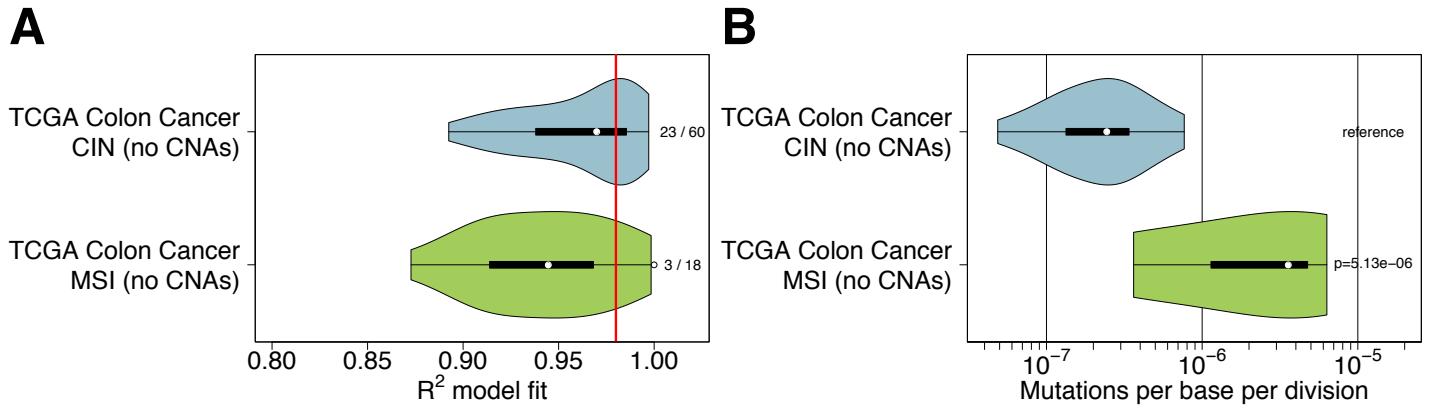 A
TCGA Colon Cancer
CIN (no CNAs)
23 / 60
TCGA Colon Cancer
MSI (no CNAs)
3 / 18
0.80 0.85 0.90 0.95 1.00
R² model fit
B
TCGA Colon Cancer
CIN (no CNAs)
reference
TCGA Colon Cancer
MSI (no CNAs)
p=5.13e−06
10⁻⁷ 10⁻⁶ 10⁻⁵
Mutations per base per division